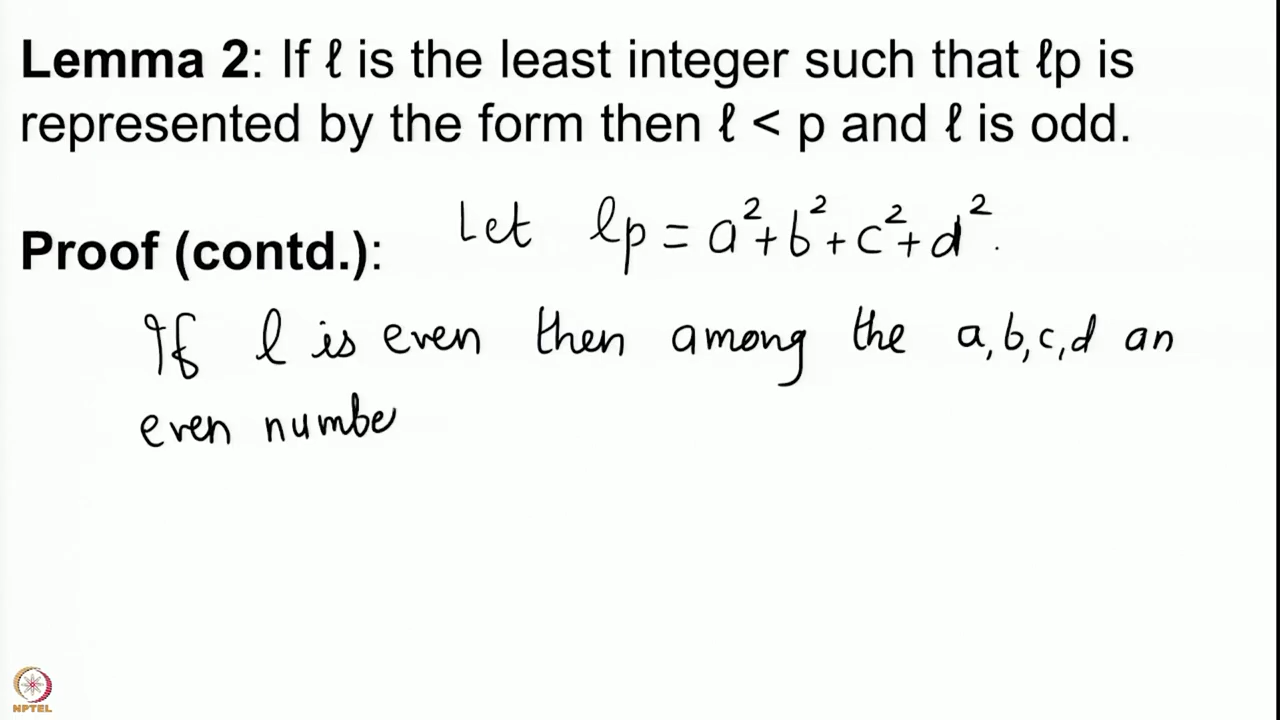 Lemma 2: If ℓ is the least integer such that ℓp is
represented by the form then ℓ < p and ℓ is odd.
Proof (contd.): Let ℓp = a² + b² + c² + d².
If ℓ is even then among the a, b, c, d an
even numbe
NPTEL